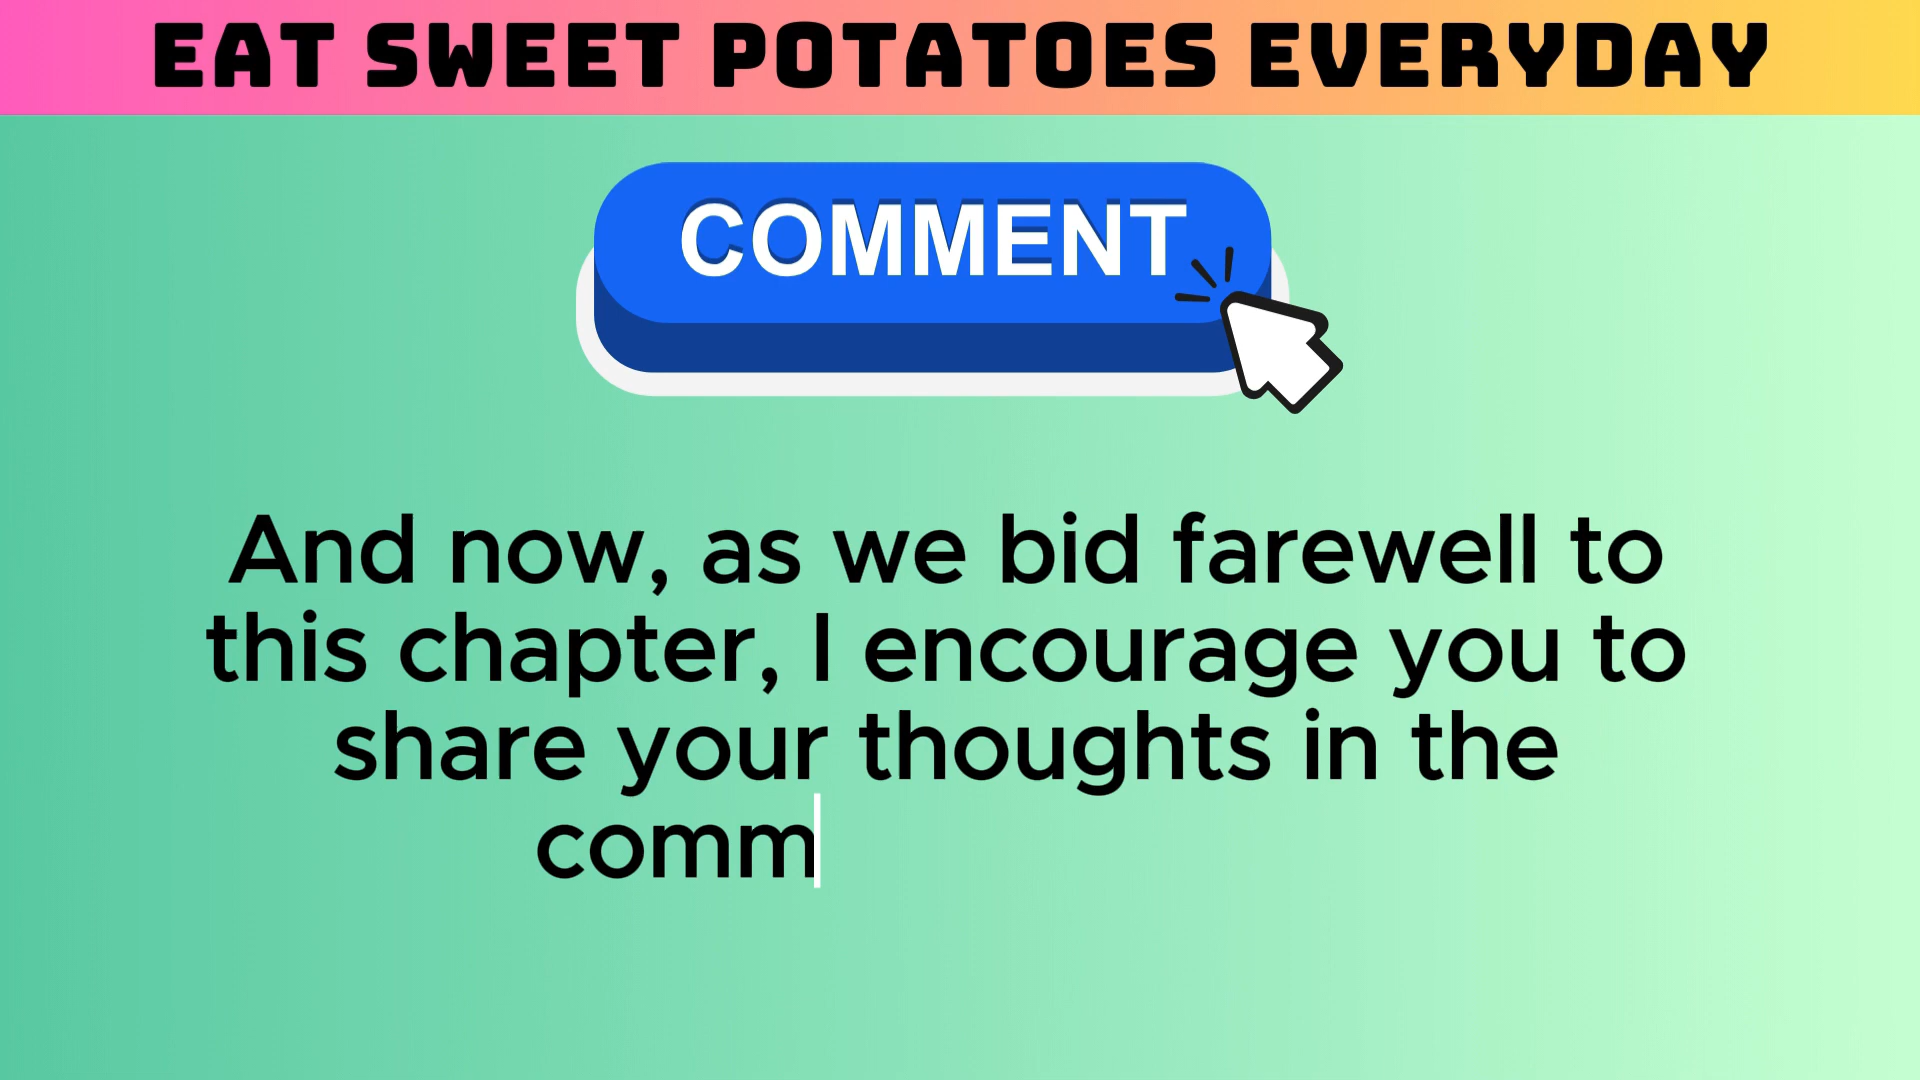 EAT SWEET POTATOES EVERYDAY
COMMENT
And now, as we bid farewell to
this chapter, I encourage you to
share your thoughts in the
comm